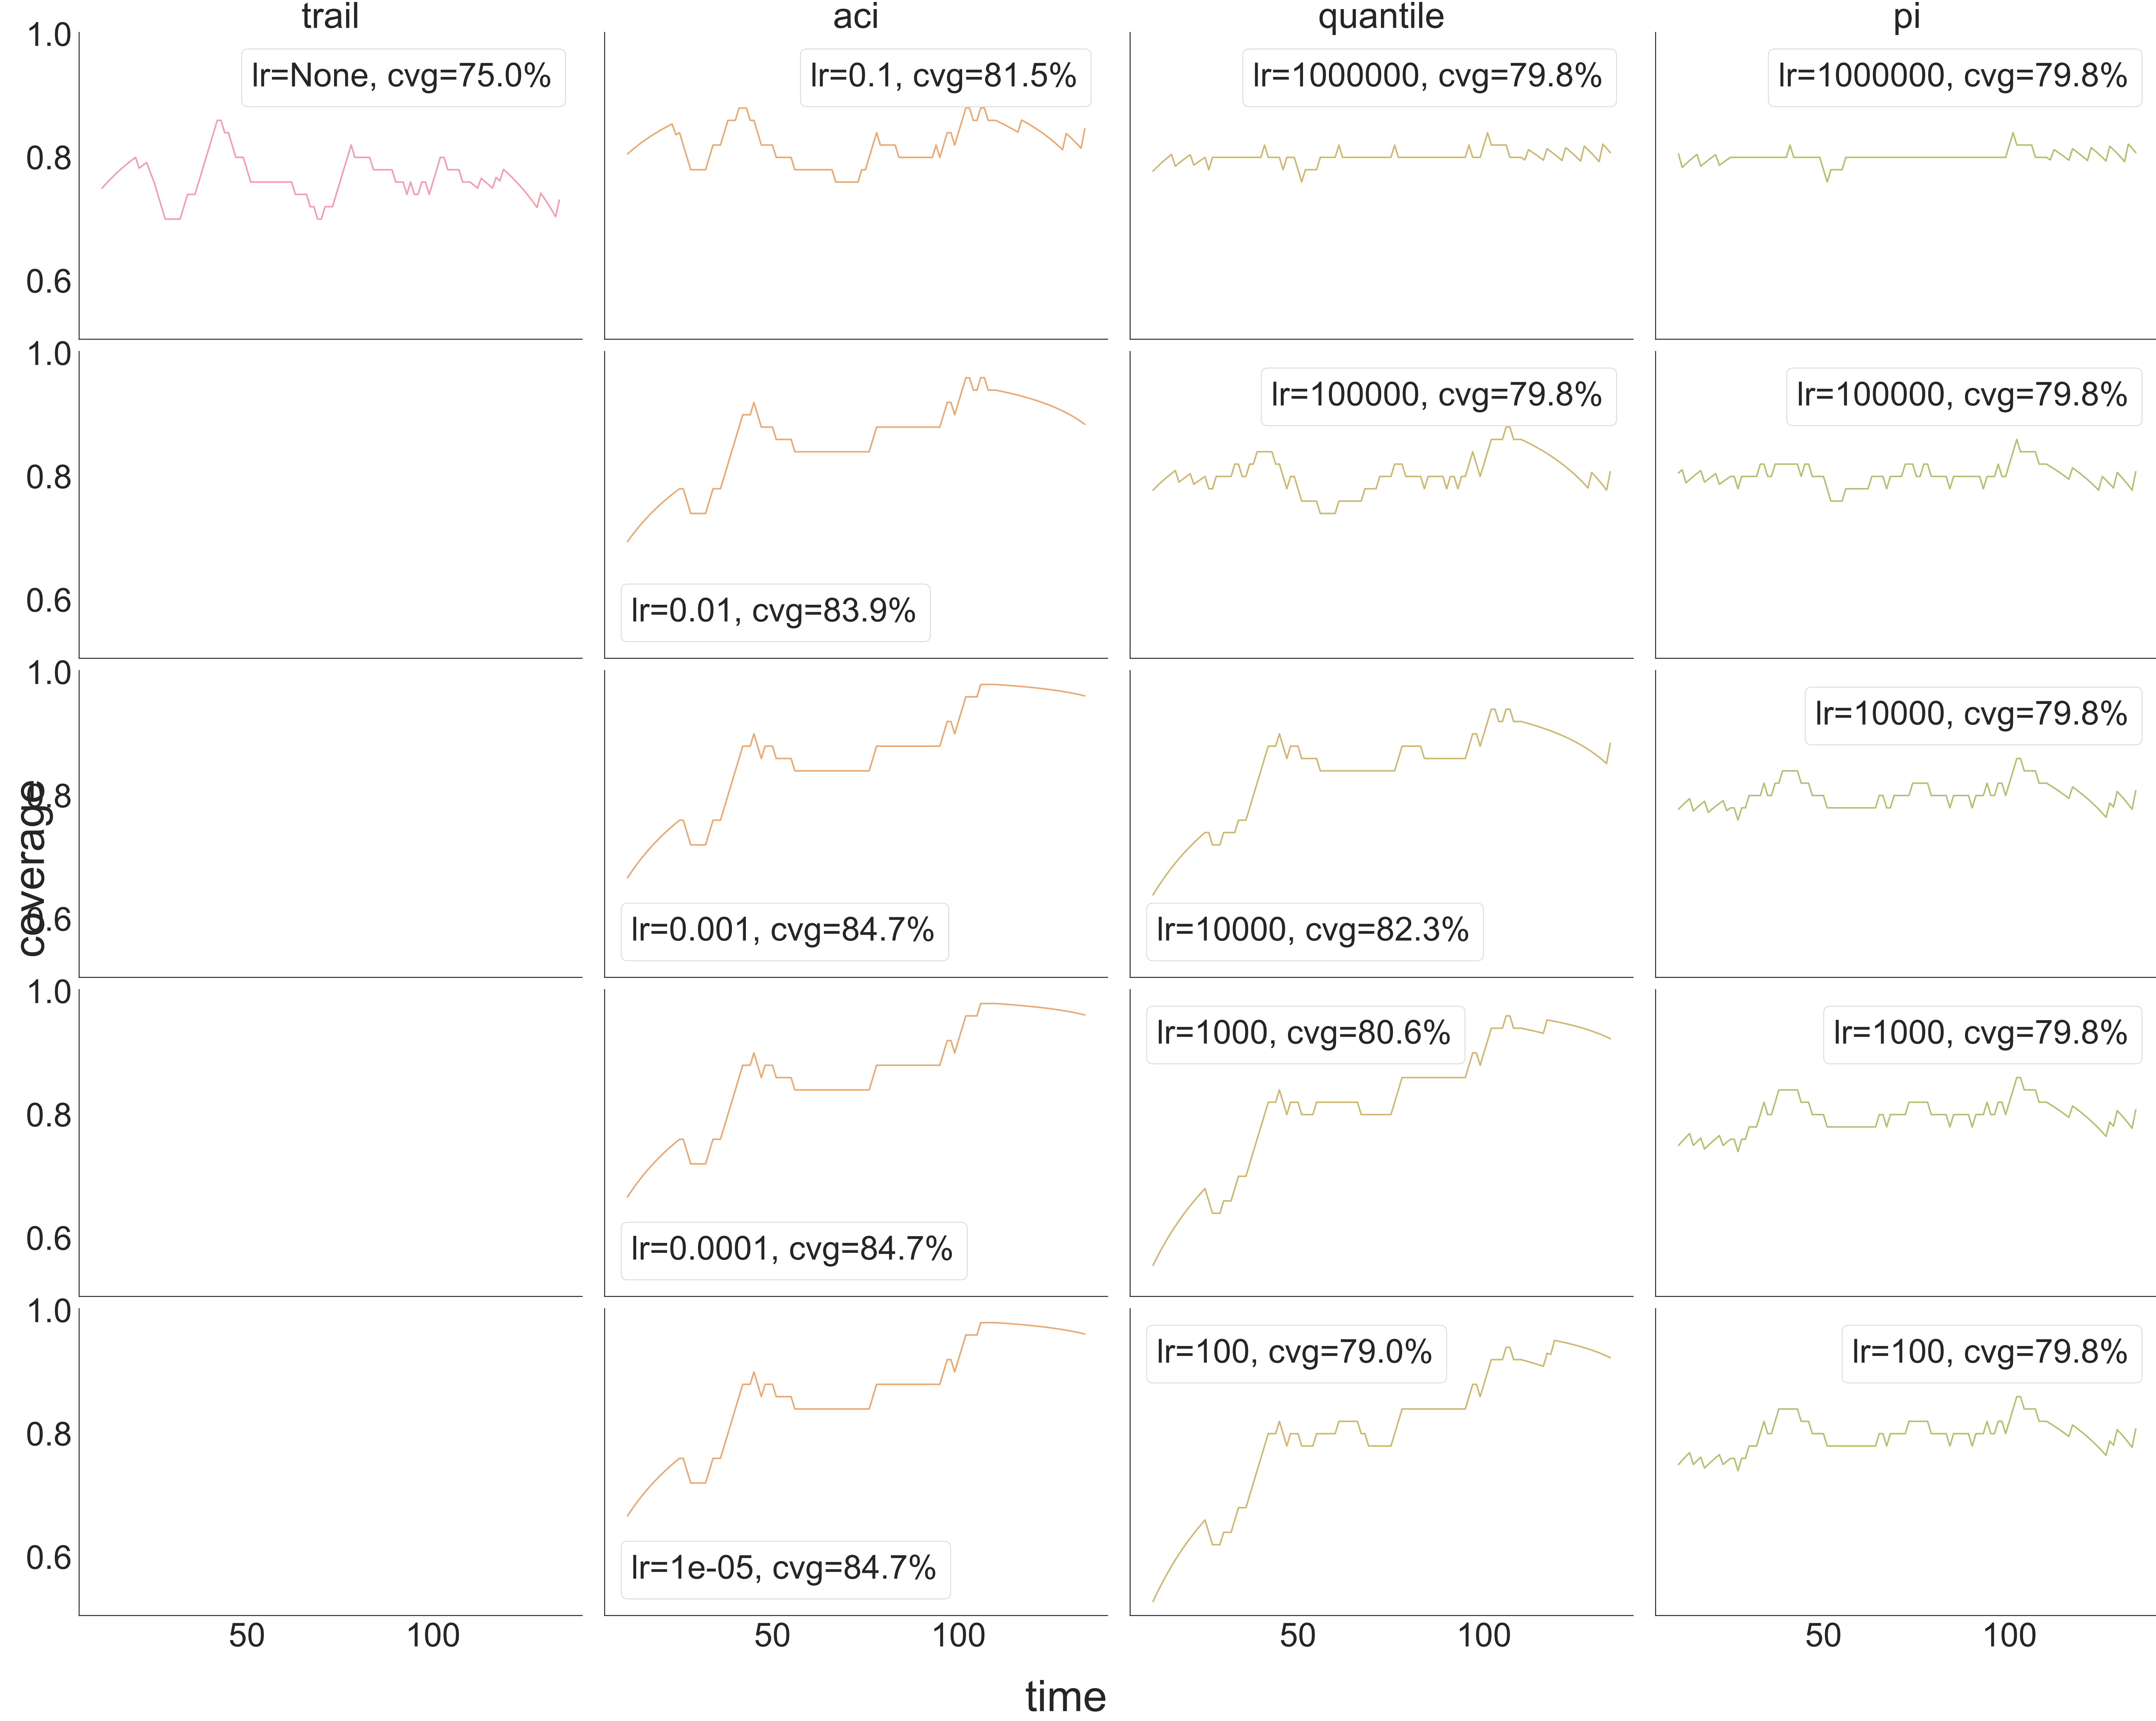 trail aci quantile pi
1.0
lr=None, cvg=75.0% lr=0.1, cvg=81.5% lr=1000000, cvg=79.8% lr=1000000, cvg=79.8%
0.8
0.6
1.0
lr=100000, cvg=79.8% lr=100000, cvg=79.8%
0.8
0.6
lr=0.01, cvg=83.9%
1.0
lr=10000, cvg=79.8%
0.8
0.6
lr=0.001, cvg=84.7% lr=10000, cvg=82.3%
coverage
1.0
lr=1000, cvg=80.6% lr=1000, cvg=79.8%
0.8
0.6
lr=0.0001, cvg=84.7%
1.0
lr=100, cvg=79.0% lr=100, cvg=79.8%
0.8
0.6
lr=1e-05, cvg=84.7%
50 100 50 100 50 100 50 100
time